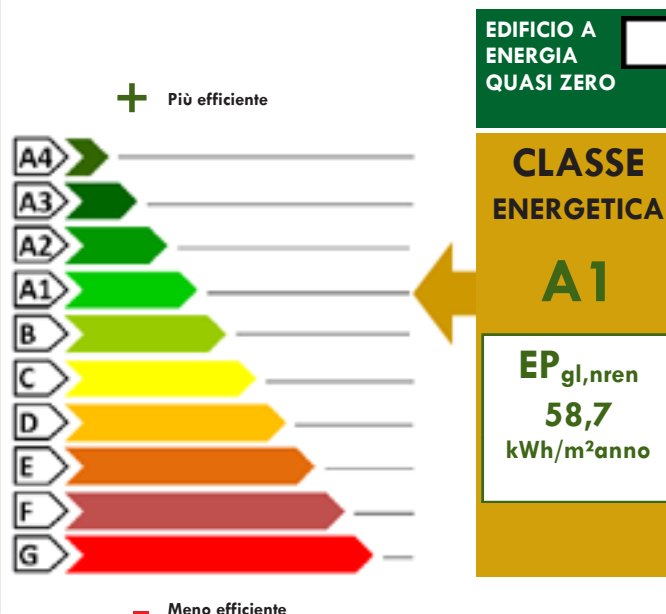 EDIFICIO A
ENERGIA
QUASI ZERO
+ Più efficiente
A4
A3
A2
A1
B
C
D
E
F
G
- Meno efficiente
CLASSE
ENERGETICA
A1
EPgl,nren
58,7
kWh/m²anno